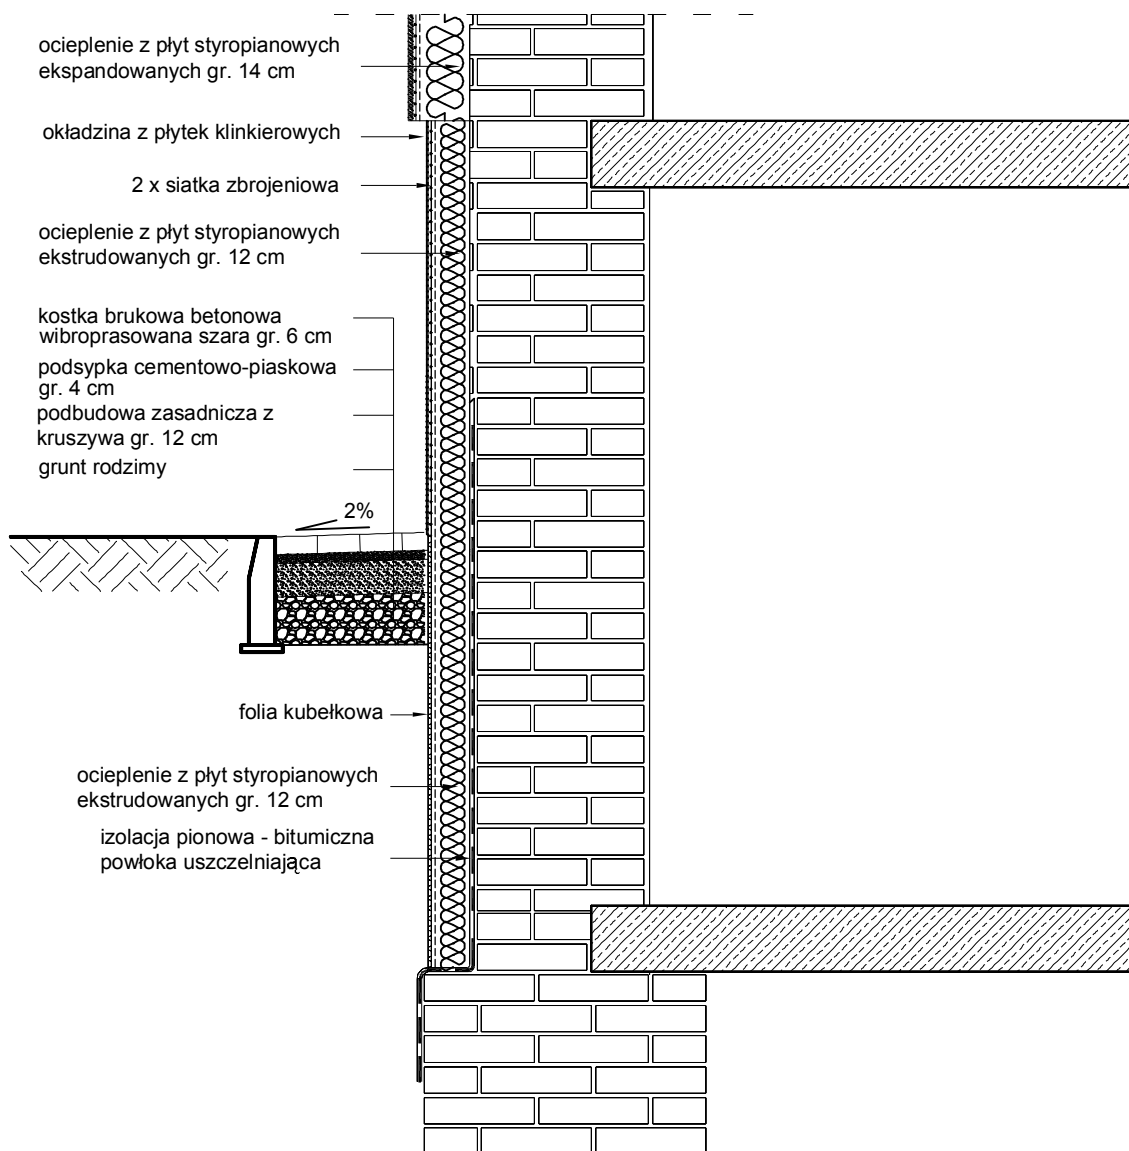 ocieplenie z płyt styropianowych
ekspandowanych gr. 14 cm
okładzina z płytek klinkierowych
2 x siatka zbrojeniowa
ocieplenie z płyt styropianowych
ekstrudowanych gr. 12 cm
kostka brukowa betonowa
wibroprasowana szara gr. 6 cm
podsypka cementowo-piaskowa
gr. 4 cm
podbudowa zasadnicza z
kruszywa gr. 12 cm
grunt rodzimy
2%
folia kubełkowa
ocieplenie z płyt styropianowych
ekstrudowanych gr. 12 cm
izolacja pionowa - bitumiczna
powłoka uszczelniająca